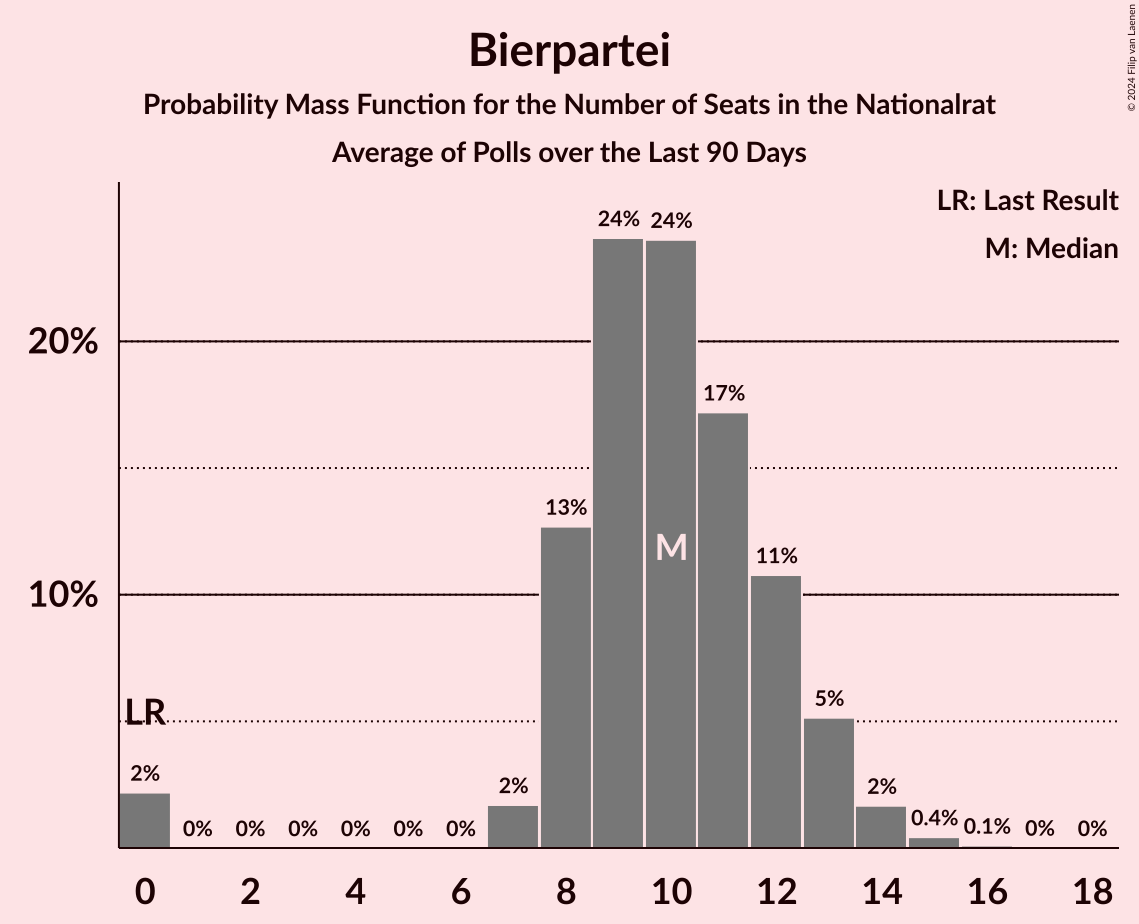 Bierpartei
Probability Mass Function for the Number of Seats in the Nationalrat
Average of Polls over the Last 90 Days
© 2024 Filip van Laenen
LR: Last Result
M: Median
24% 24%
20%
17%
13%
M
11%
10%
LR
5%
2% 2% 2%
0.4% 0.1%
0% 0% 0% 0% 0% 0% 0% 0%
0 2 4 6 8 10 12 14 16 18